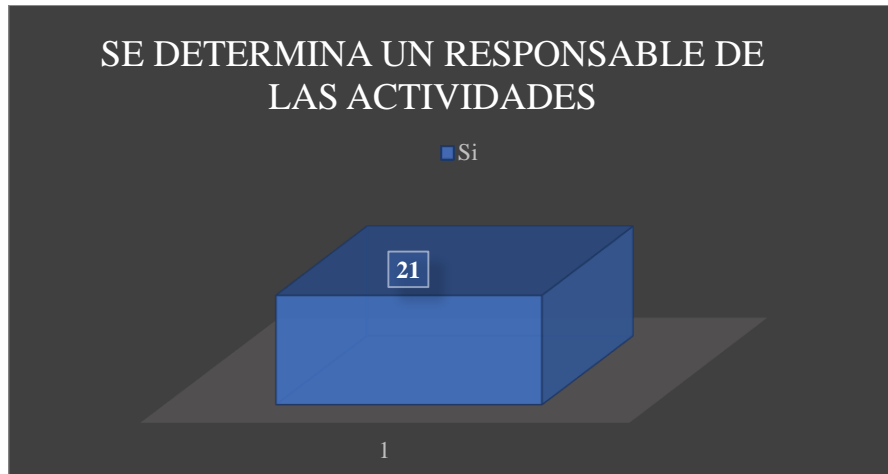 SE DETERMINA UN RESPONSABLE DE
LAS ACTIVIDADES
Si
21
1